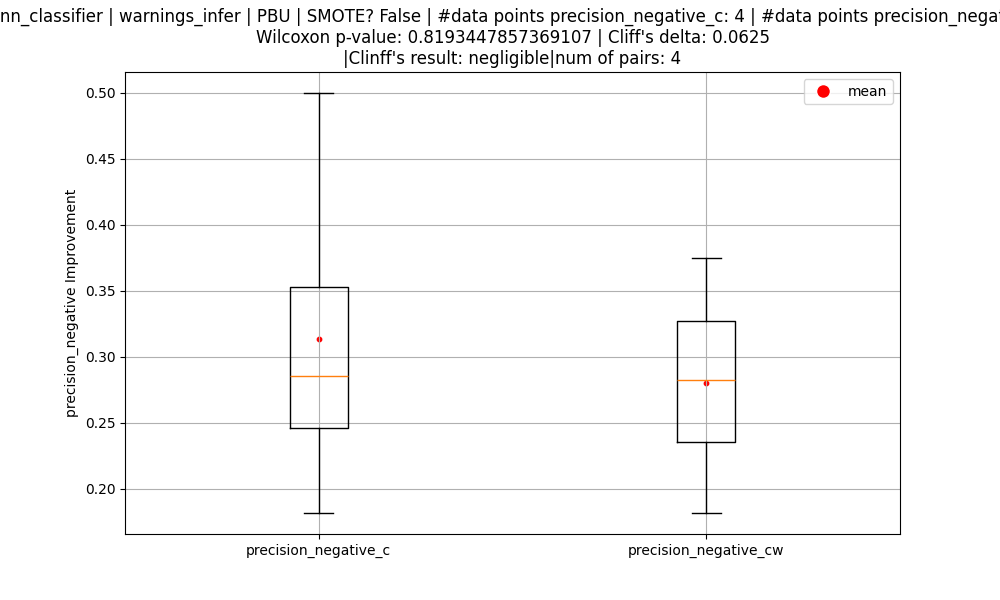 nn_classifier | warnings_infer | PBU | SMOTE? False | #data points precision_negative_c: 4 | #data points precision_nega
Wilcoxon p-value: 0.8193447857369107 | Cliff's delta: 0.0625
|Clinff's result: negligible|num of pairs: 4
mean
0.50
0.45
0.40
0.35
0.30
0.25
0.20
precision_negative Improvement
precision_negative_c
precision_negative_cw